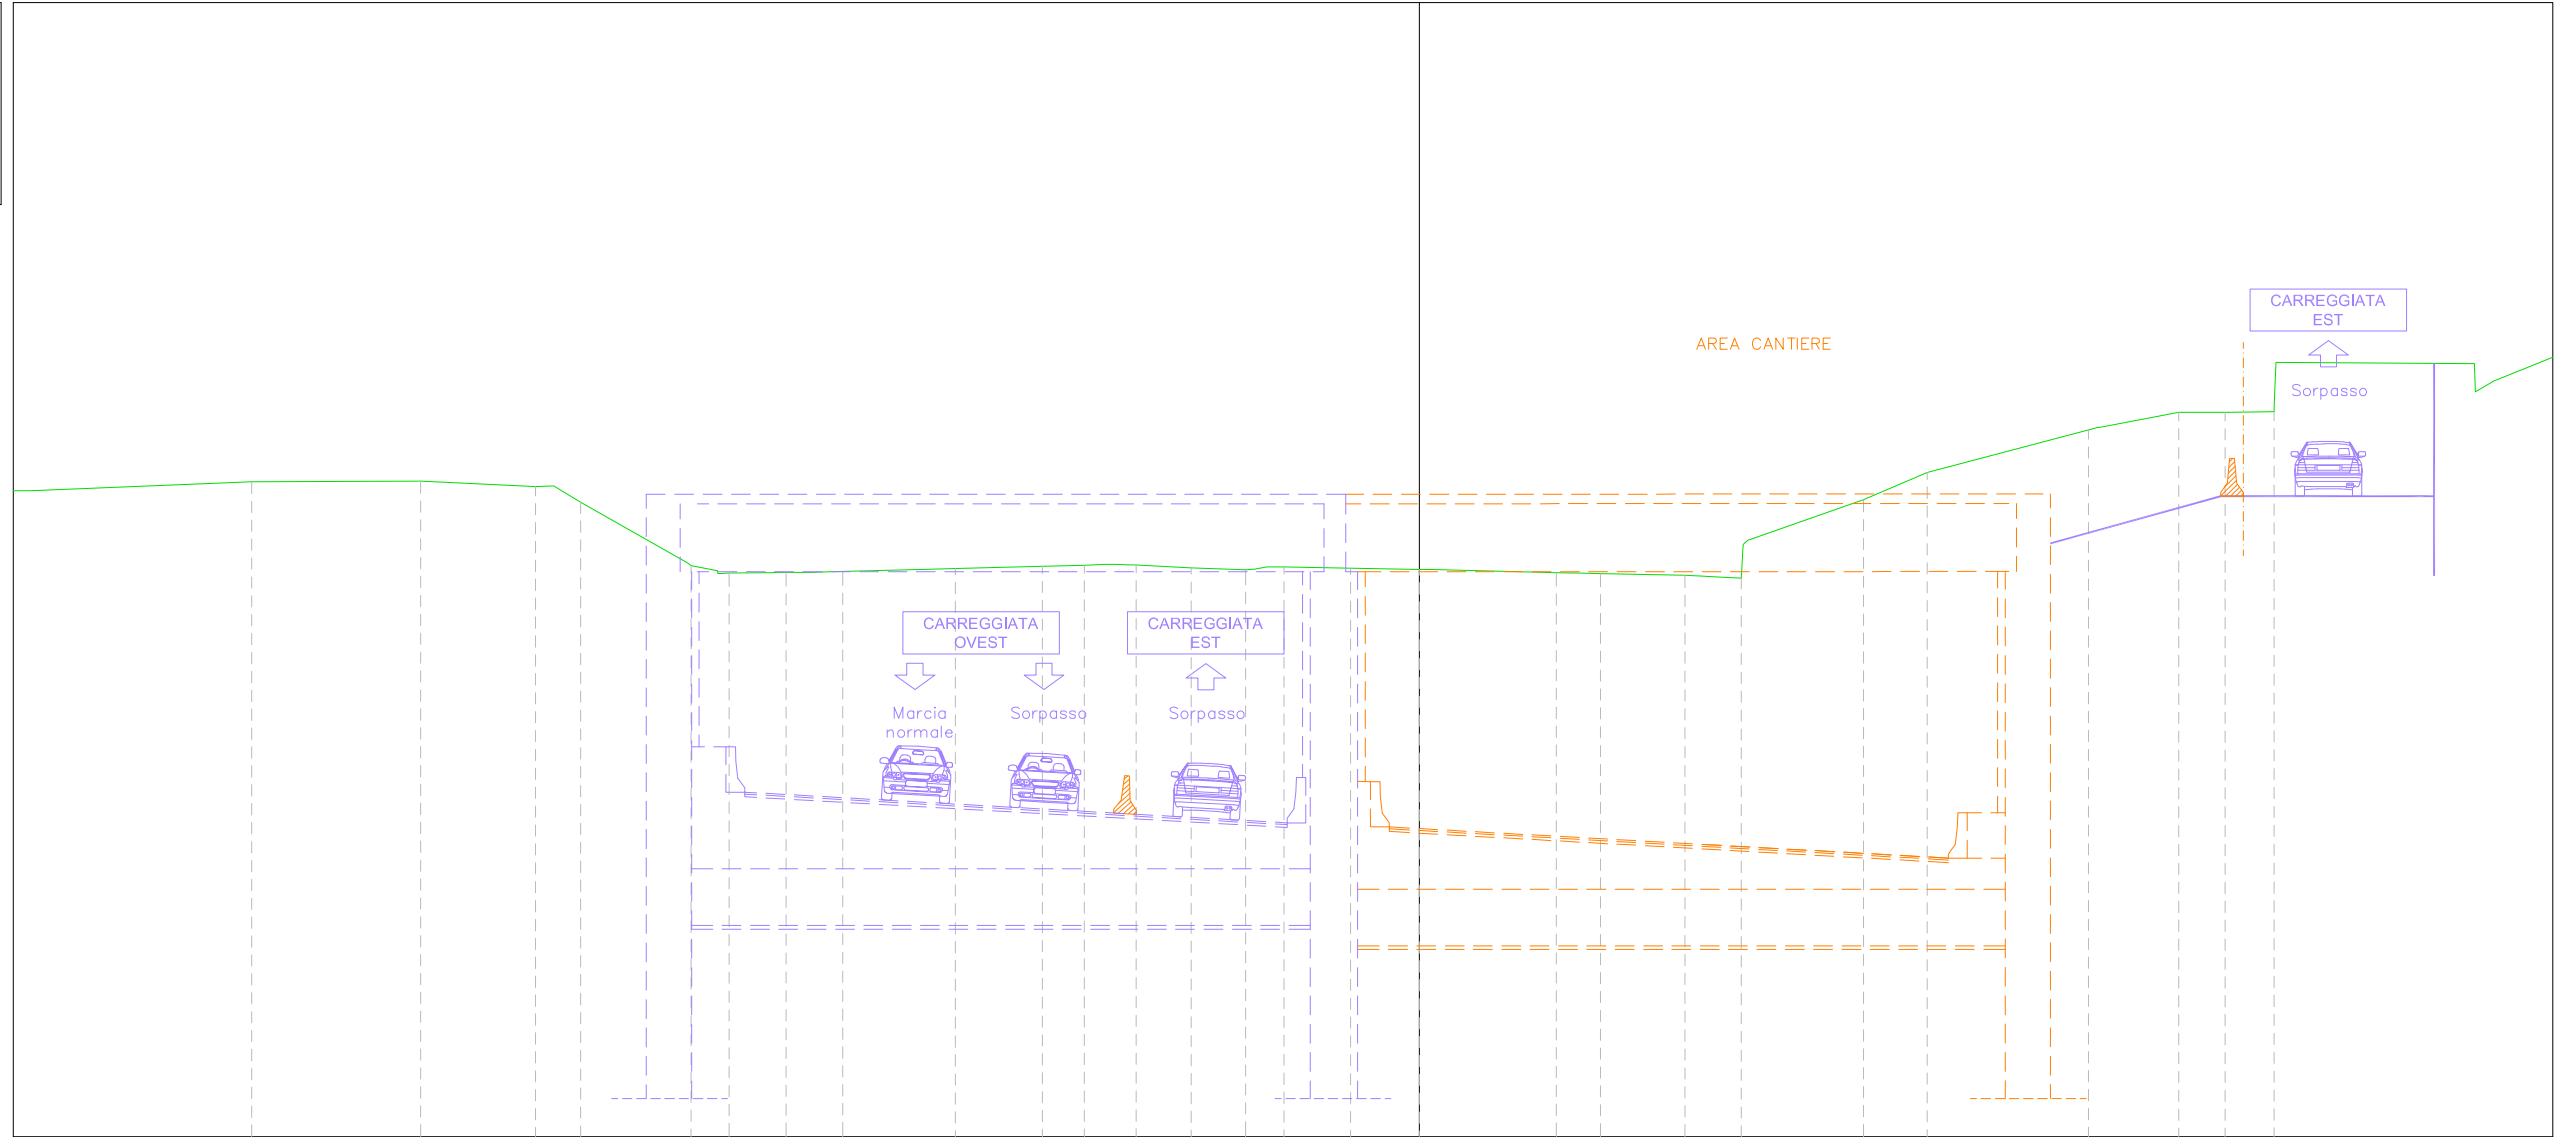 CARREGGIATA
EST
AREA CANTIERE
Sorpasso
CARREGGIATA
OVEST
CARREGGIATA
EST
Marcia
normale
Sorpasso
Sorpasso